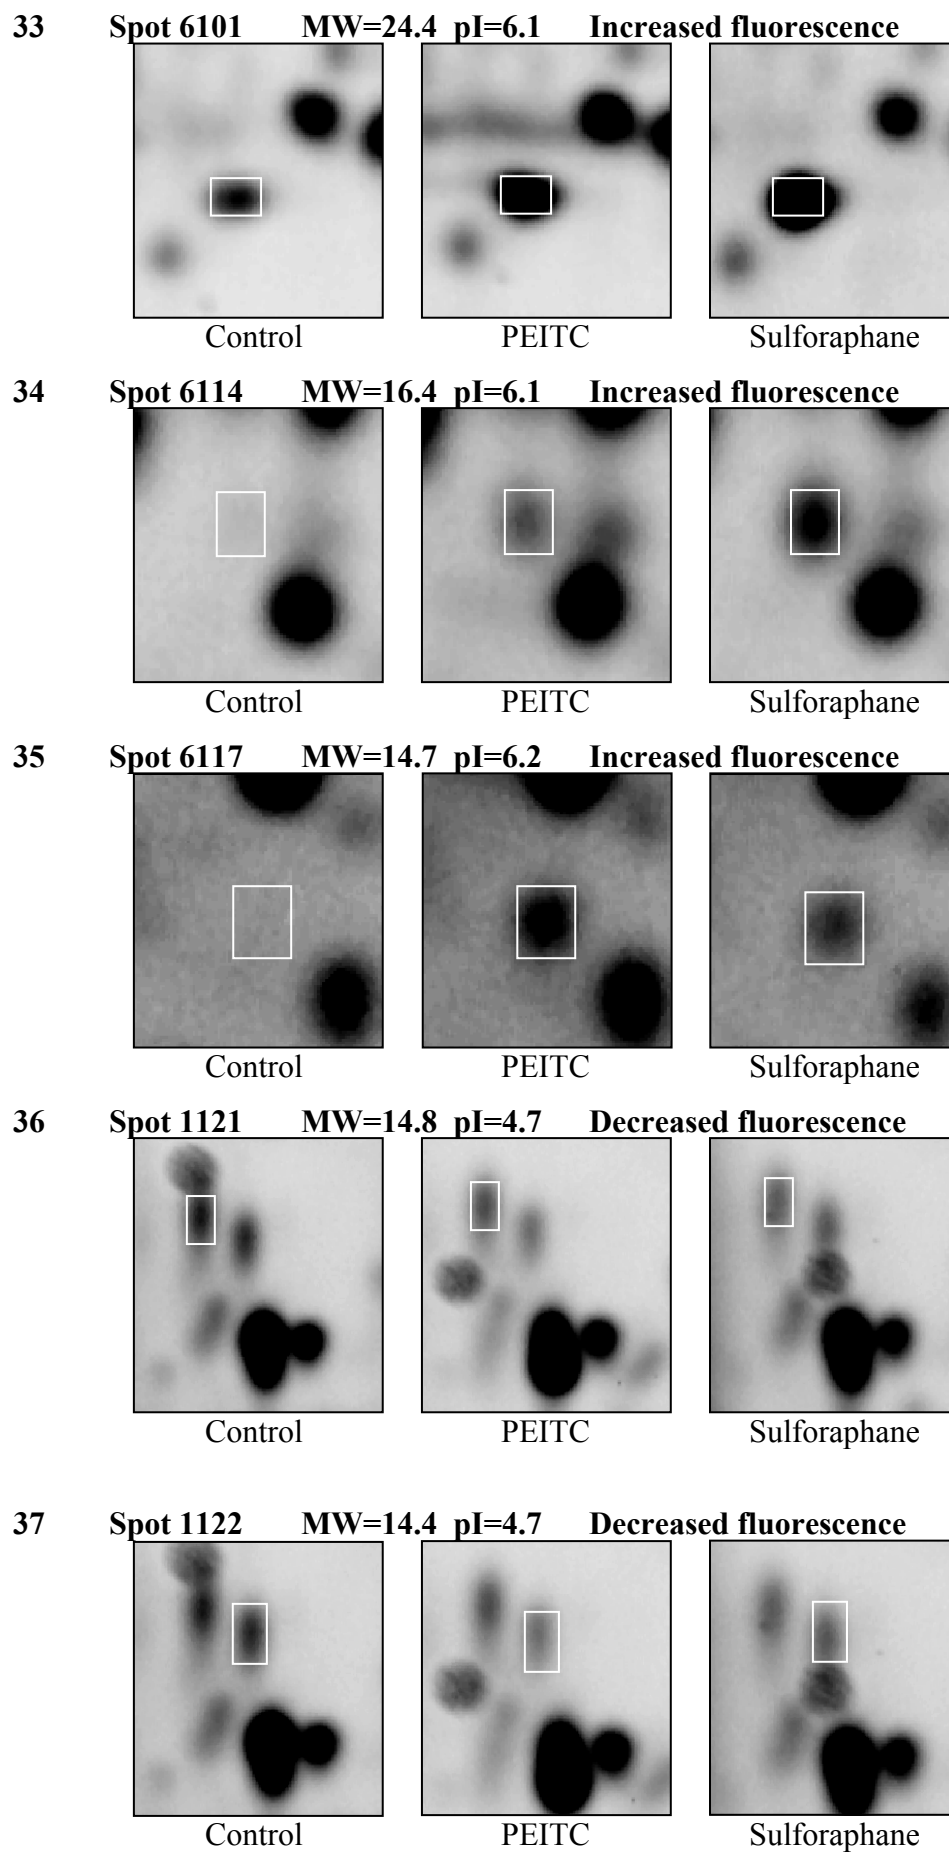 33 Spot 6101 MW=24.4 pI=6.1 Increased fluorescence
Control PEITC Sulforaphane
34 Spot 6114 MW=16.4 pI=6.1 Increased fluorescence
Control PEITC Sulforaphane
35 Spot 6117 MW=14.7 pI=6.2 Increased fluorescence
Control PEITC Sulforaphane
36 Spot 1121 MW=14.8 pI=4.7 Decreased fluorescence
Control PEITC Sulforaphane
37 Spot 1122 MW=14.4 pI=4.7 Decreased fluorescence
Control PEITC Sulforaphane